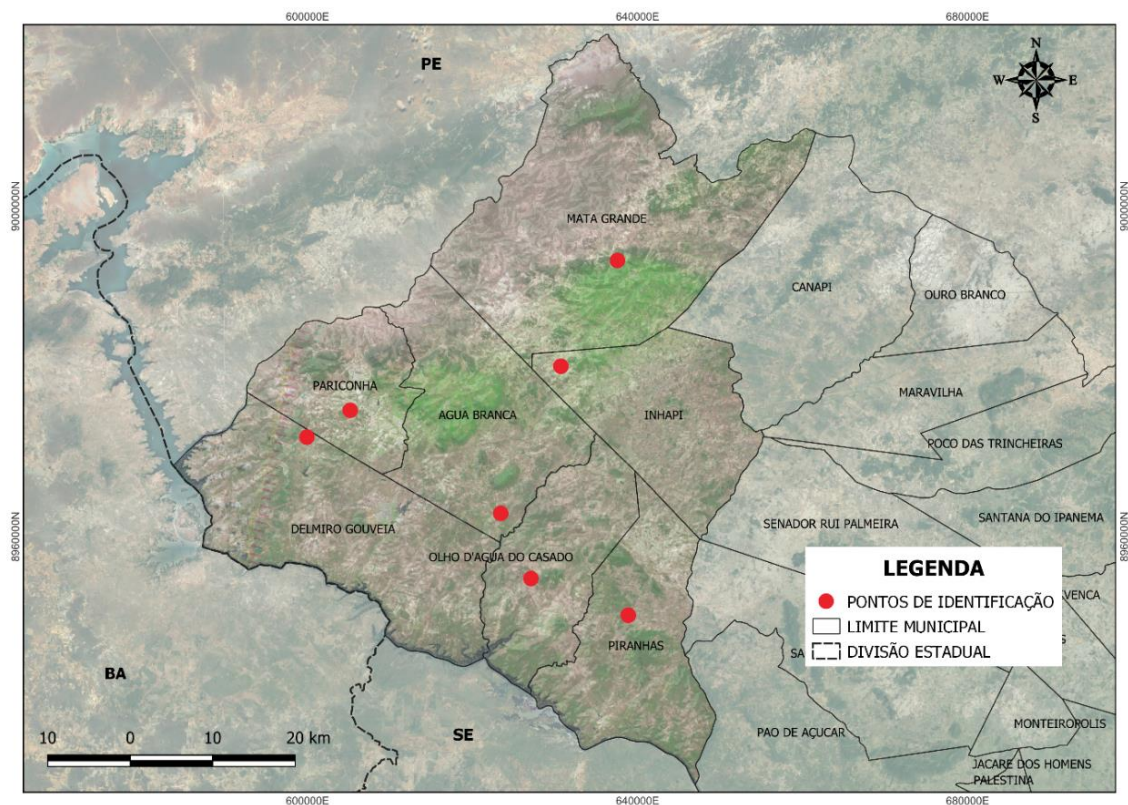 600000E 640000E 680000E
PE
N
W E
S
9000000N 9000000N
MATA GRANDE
CANAPI
OURO BRANCO
PARICONHA
MARAVILHA
AGUA BRANCA
INHAPI
POCO DAS TRINCHEIRAS
SANTANA DO IPANEMA
SENADOR RUI PALMEIRA
DELMIRO GOUVEIA
8960000N 8960000N
OLHO D'AGUA DO CASADO
LEGENDA
PONTOS DE IDENTIFICAÇÃO
AVENCA
LIMITE MUNICIPAL
PIRANHAS
SA
S
DIVISÃO ESTADUAL
BA
MONTEIROPOLIS
PAO DE AÇUCAR
SE
10 0 10 20 km
JACARE DOS HOMENS
PALESTINA
600000E 640000E 680000E